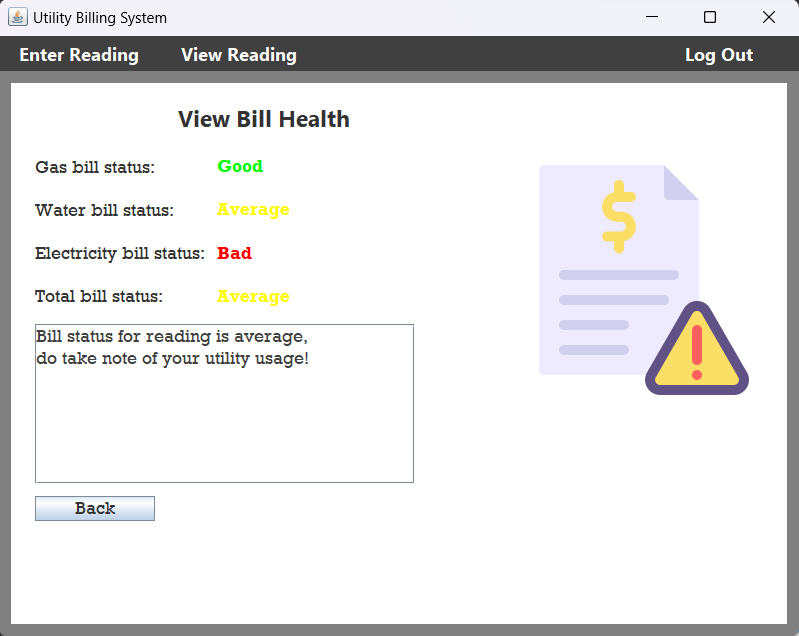 Utility Billing System
Enter Reading View Reading Log Out
View Bill Health
Gas bill status: Good
Water bill status: Average
Electricity bill status: Bad
Total bill status: Average
Bill status for reading is average,
do take note of your utility usage!
Back